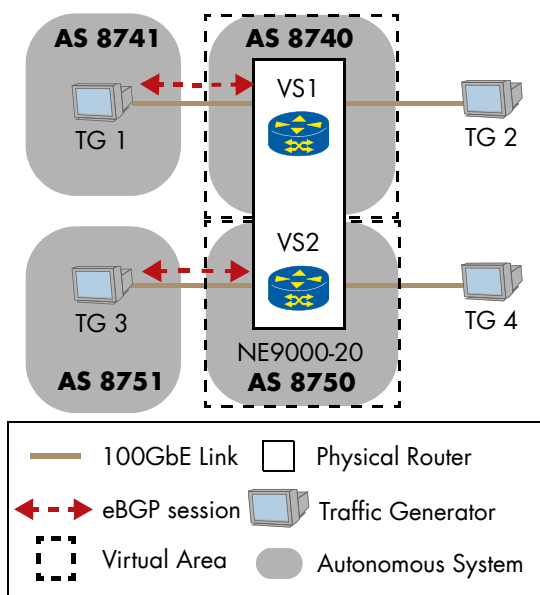 AS 8741
AS 8740
VS1
TG 1
TG 2
VS2
TG 3
TG 4
NE9000-20
AS 8751
AS 8750
100GbE Link
Physical Router
eBGP session
Traffic Generator
Virtual Area
Autonomous System